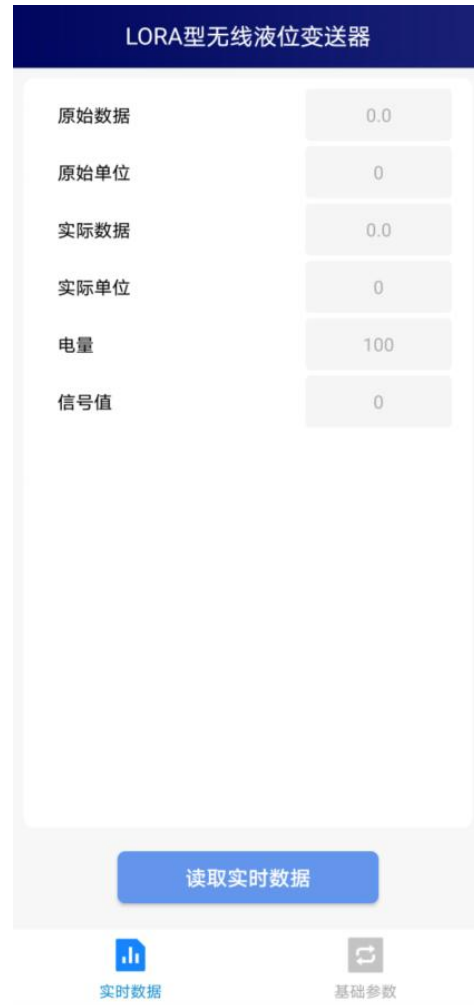 LORA型无线液位变送器
原始数据 0.0
原始单位 0
实际数据 0.0
实际单位 0
电量 100
信号值 0
读取实时数据
实时数据 基础参数